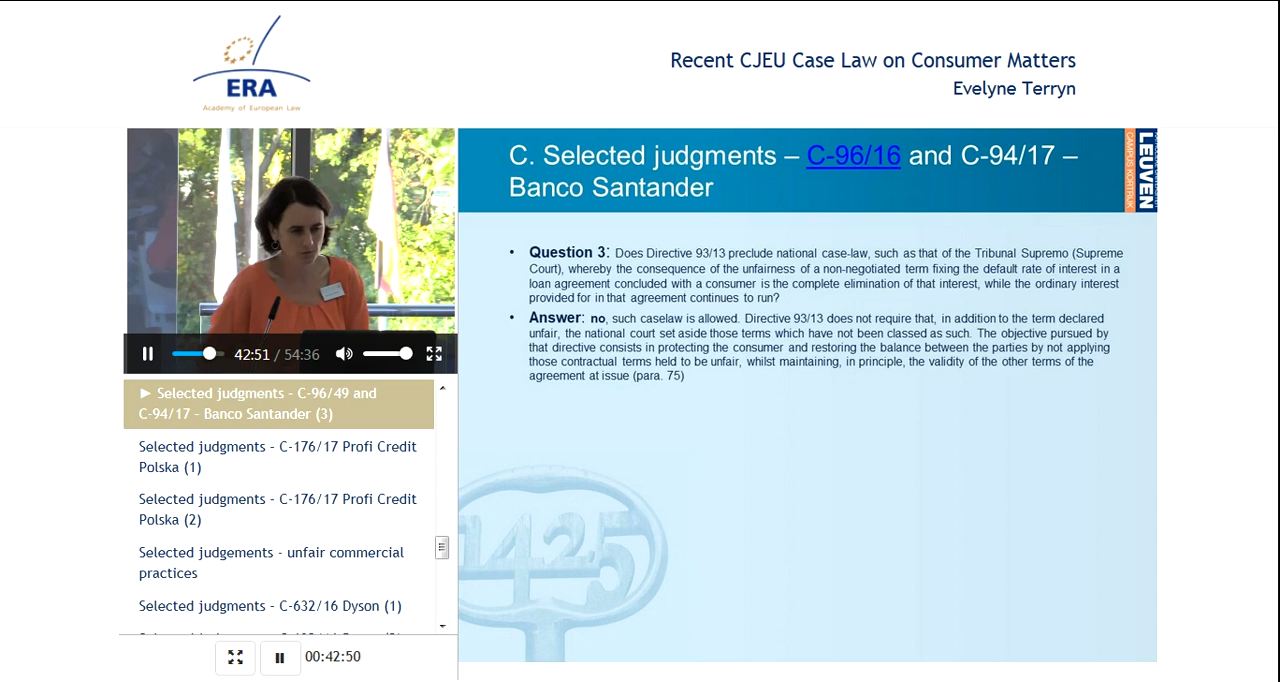 ERA
Academy of European Law
Recent CJEU Case Law on Consumer Matters
Evelyne Terryn
42:51 / 54:36
► Selected judgments - C-96/49 and
C-94/17 - Banco Santander (3)
Selected judgments - C-176/17 Profi Credit
Polska (1)
Selected judgments - C-176/17 Profi Credit
Polska (2)
Selected judgements - unfair commercial
practices
Selected judgments - C-632/16 Dyson (1)
00:42:50
C. Selected judgments – C-96/16 and C-94/17 –
Banco Santander
LEUVEN
CAMPUS KORTRIJK
• Question 3: Does Directive 93/13 preclude national case-law, such as that of the Tribunal Supremo (Supreme
Court), whereby the consequence of the unfairness of a non-negotiated term fixing the default rate of interest in a
loan agreement concluded with a consumer is the complete elimination of that interest, while the ordinary interest
provided for in that agreement continues to run?
• Answer: no, such caselaw is allowed. Directive 93/13 does not require that, in addition to the term declared
unfair, the national court set aside those terms which have not been classed as such. The objective pursued by
that directive consists in protecting the consumer and restoring the balance between the parties by not applying
those contractual terms held to be unfair, whilst maintaining, in principle, the validity of the other terms of the
agreement at issue (para. 75)
1425